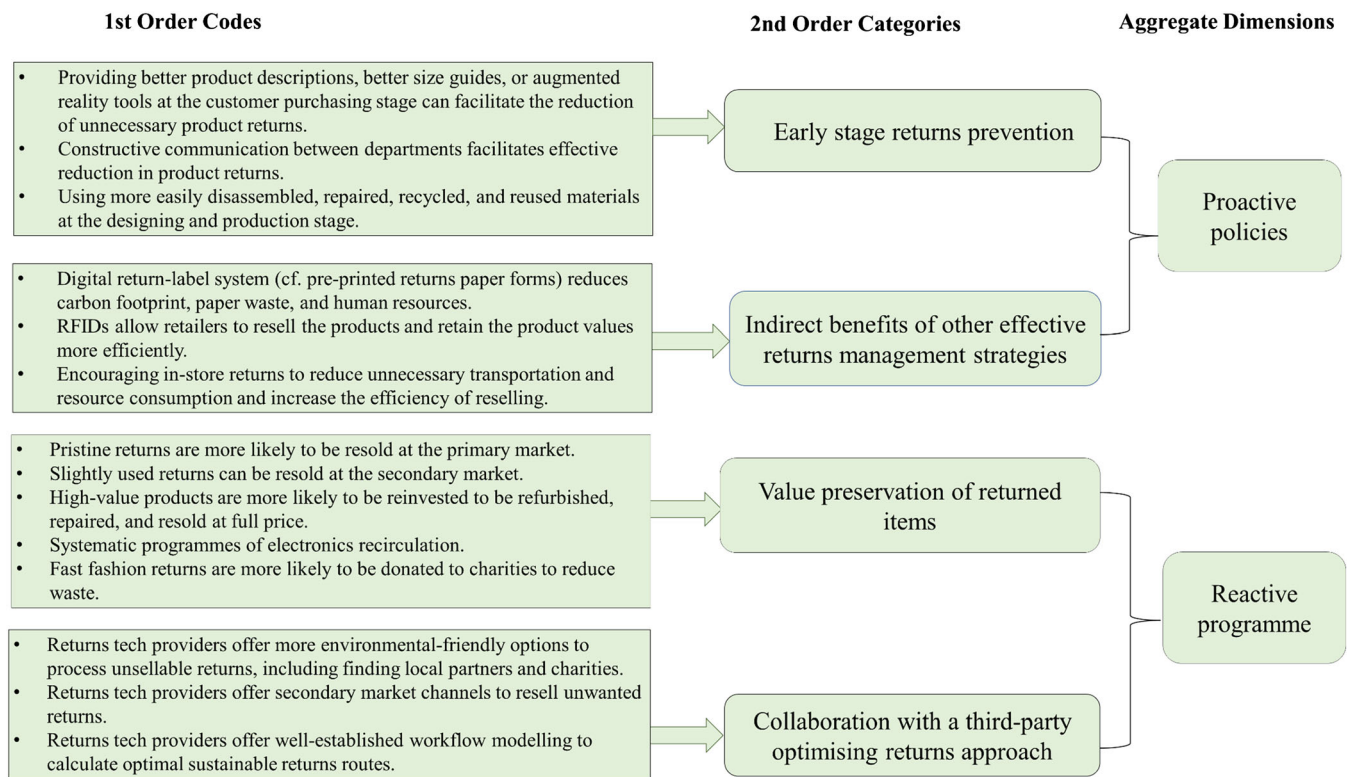 1st Order Codes
2nd Order Categories
Aggregate Dimensions
• Providing better product descriptions, better size guides, or augmented
reality tools at the customer purchasing stage can facilitate the reduction
of unnecessary product returns.
• Constructive communication between departments facilitates effective
reduction in product returns.
• Using more easily disassembled, repaired, recycled, and reused materials
at the designing and production stage.
Early stage returns prevention
Proactive
policies
• Digital return-label system (cf. pre-printed returns paper forms) reduces
carbon footprint, paper waste, and human resources.
• RFIDs allow retailers to resell the products and retain the product values
more efficiently.
• Encouraging in-store returns to reduce unnecessary transportation and
resource consumption and increase the efficiency of reselling.
Indirect benefits of other effective
returns management strategies
• Pristine returns are more likely to be resold at the primary market.
• Slightly used returns can be resold at the secondary market.
• High-value products are more likely to be reinvested to be refurbished,
repaired, and resold at full price.
• Systematic programmes of electronics recirculation.
• Fast fashion returns are more likely to be donated to charities to reduce
waste.
Value preservation of returned
items
Reactive
programme
• Returns tech providers offer more environmental-friendly options to
process unsellable returns, including finding local partners and charities.
• Returns tech providers offer secondary market channels to resell unwanted
returns.
• Returns tech providers offer well-established workflow modelling to
calculate optimal sustainable returns routes.
Collaboration with a third-party
optimising returns approach